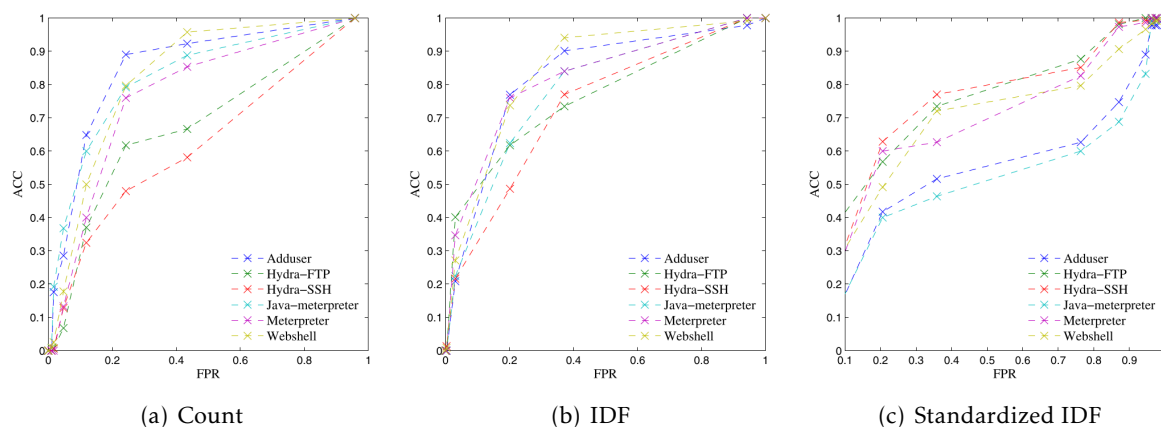 1
0.9
0.8
0.7
0.6
0.5
0.4
0.3
0.2
0.1
0
ACC
0 0.2 0.4 0.6 0.8 1
FPR
Adduser
Hydra−FTP
Hydra−SSH
Java−meterpreter
Meterpreter
Webshell
(a) Count
1
0.9
0.8
0.7
0.6
0.5
0.4
0.3
0.2
0.1
0
ACC
0 0.2 0.4 0.6 0.8 1
FPR
Adduser
Hydra−FTP
Hydra−SSH
Java−meterpreter
Meterpreter
Webshell
(b) IDF
1
0.9
0.8
0.7
0.6
0.5
0.4
0.3
0.2
0.1
0
ACC
0.1 0.2 0.3 0.4 0.5 0.6 0.7 0.8 0.9
FPR
Adduser
Hydra−FTP
Hydra−SSH
Java−meterpreter
Meterpreter
Webshell
(c) Standardized IDF